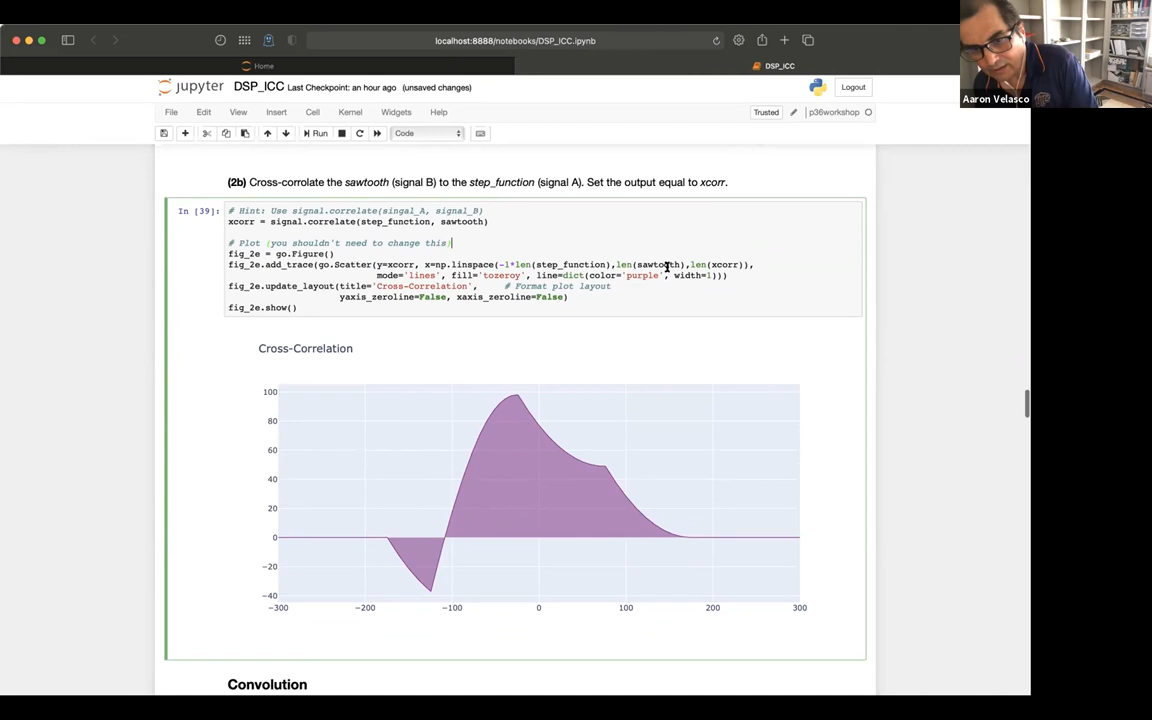 localhost:8888/notebooks/DSP_ICC.ipynb
Home
DSP_ICC
Aaron Velasco
jupyter DSP_ICC Last Checkpoint: an hour ago (unsaved changes)
Logout
File Edit View Insert Cell Kernel Widgets Help
Trusted
p36workshop
Run
Code
(2b) Cross-corrolate the sawtooth (signal B) to the step_function (signal A). Set the output equal to xcorr.
In [39]:
# Hint: Use signal.correlate(singal_A, signal_B)
xcorr = signal.correlate(step_function, sawtooth)
# Plot (you shouldn't need to change this)
fig_2e = go.Figure()
fig_2e.add_trace(go.Scatter(y=xcorr, x=np.linspace(-1*len(step_function),len(sawtooth),len(xcorr)),
mode='lines', fill='tozeroy', line=dict(color='purple', width=1)))
fig_2e.update_layout(title='Cross-Correlation', # Format plot layout
yaxis_zeroline=False, xaxis_zeroline=False)
fig_2e.show()
Cross-Correlation
100
80
60
40
20
0
−20
−40
−300 −200 −100 0 100 200 300
Convolution